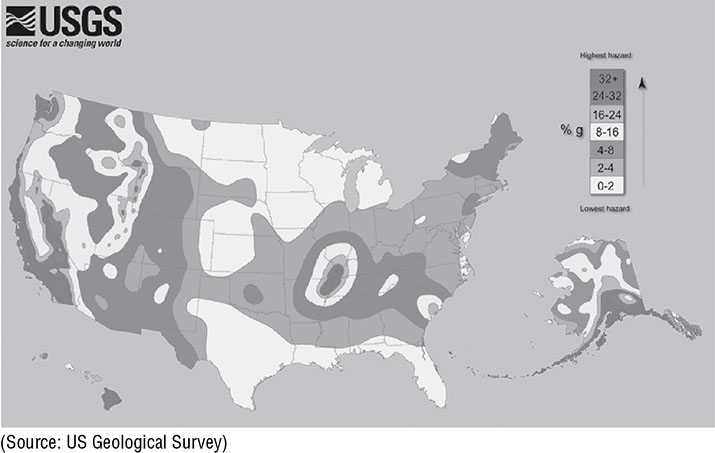 USGS
science for a changing world
Highest hazard
32+
24-32
16-24
% g
8-16
4-8
2-4
0-2
Lowest hazard
(Source: US Geological Survey)